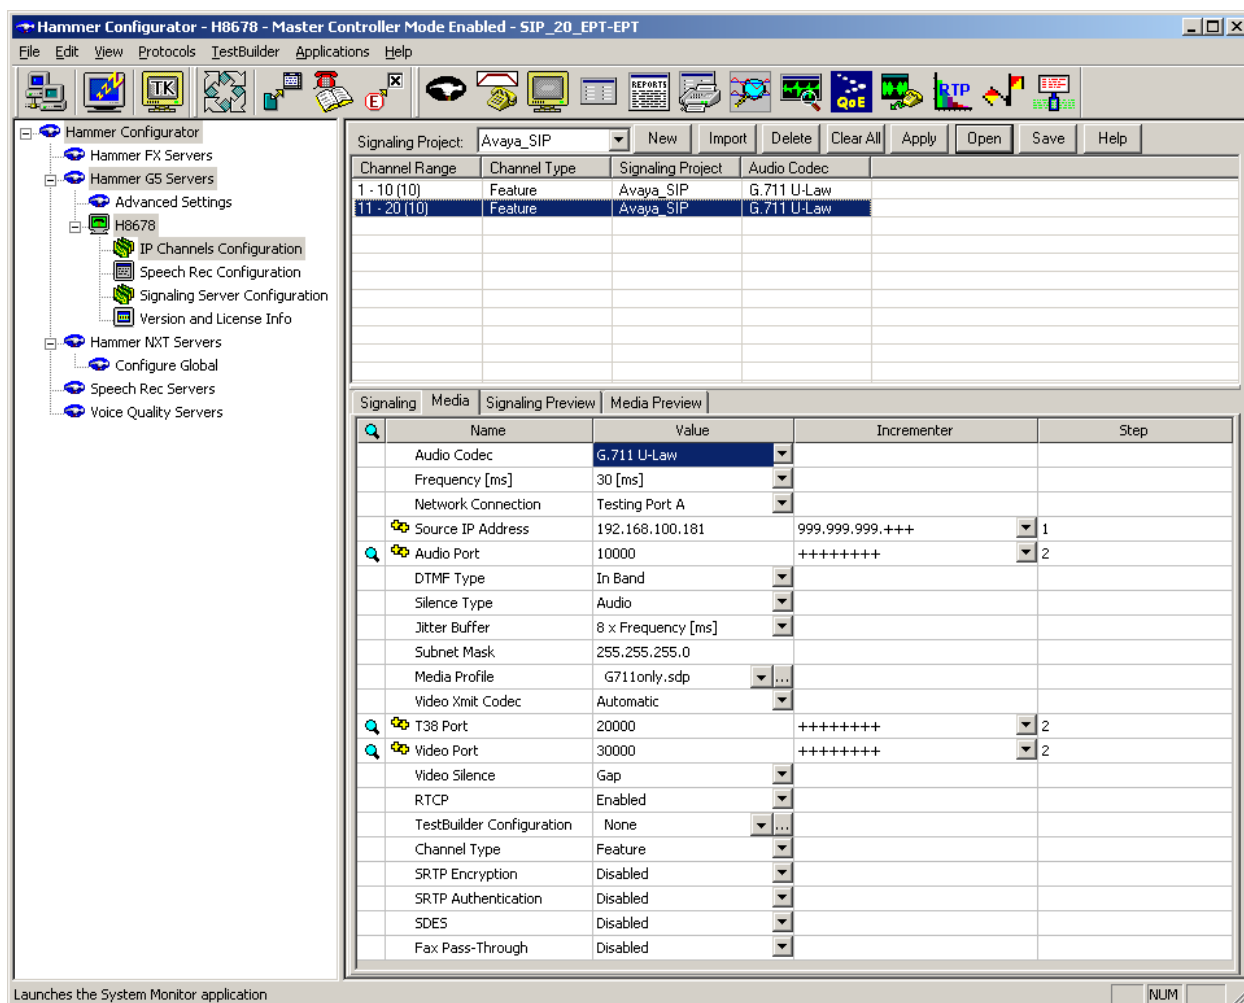 Hammer Configurator - H8678 - Master Controller Mode Enabled - SIP_20_EPT-EPT
File Edit View Protocols TestBuilder Applications Help
TK
E
REPORTS
QoE
RTP
Hammer Configurator
Hammer FX Servers
Hammer G5 Servers
Advanced Settings
H8678
IP Channels Configuration
Speech Rec Configuration
Signaling Server Configuration
Version and License Info
Hammer NXT Servers
Configure Global
Speech Rec Servers
Voice Quality Servers
Signaling Project: Avaya_SIP New Import Delete Clear All Apply Open Save Help
Channel Range Channel Type Signaling Project Audio Codec
1 - 10 (10) Feature Avaya_SIP G.711 U-Law
11 - 20 (10) Feature Avaya_SIP G.711 U-Law
Signaling Media Signaling Preview Media Preview
Name Value Incrementer Step
Audio Codec G.711 U-Law
Frequency [ms] 30 [ms]
Network Connection Testing Port A
Source IP Address 192.168.100.181 999.999.999.+++ 1
Audio Port 10000 ++++++++ 2
DTMF Type In Band
Silence Type Audio
Jitter Buffer 8 x Frequency [ms]
Subnet Mask 255.255.255.0
Media Profile G711only.sdp ...
Video Xmit Codec Automatic
T38 Port 20000 ++++++++ 2
Video Port 30000 ++++++++ 2
Video Silence Gap
RTCP Enabled
TestBuilder Configuration None ...
Channel Type Feature
SRTP Encryption Disabled
SRTP Authentication Disabled
SDES Disabled
Fax Pass-Through Disabled
Launches the System Monitor application NUM